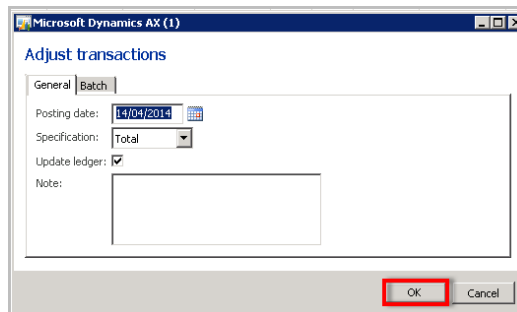 Microsoft Dynamics AX (1)
Adjust transactions
General Batch
Posting date: 14/04/2014
Specification: Total
Update ledger:
Note:
OK Cancel